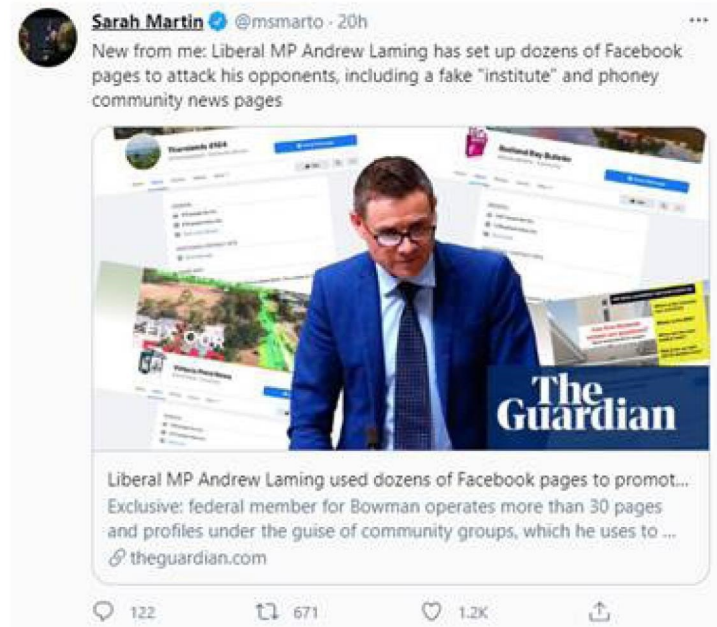 Sarah Martin @msmarto · 20h
New from me: Liberal MP Andrew Laming has set up dozens of Facebook
pages to attack his opponents, including a fake "institute" and phoney
community news pages
Thornlands 4164
Redland Bay Bulletin
Victoria Point News
The
Guardian
Liberal MP Andrew Laming used dozens of Facebook pages to promot...
Exclusive: federal member for Bowman operates more than 30 pages
and profiles under the guise of community groups, which he uses to ...
theguardian.com
122 671 1.2K